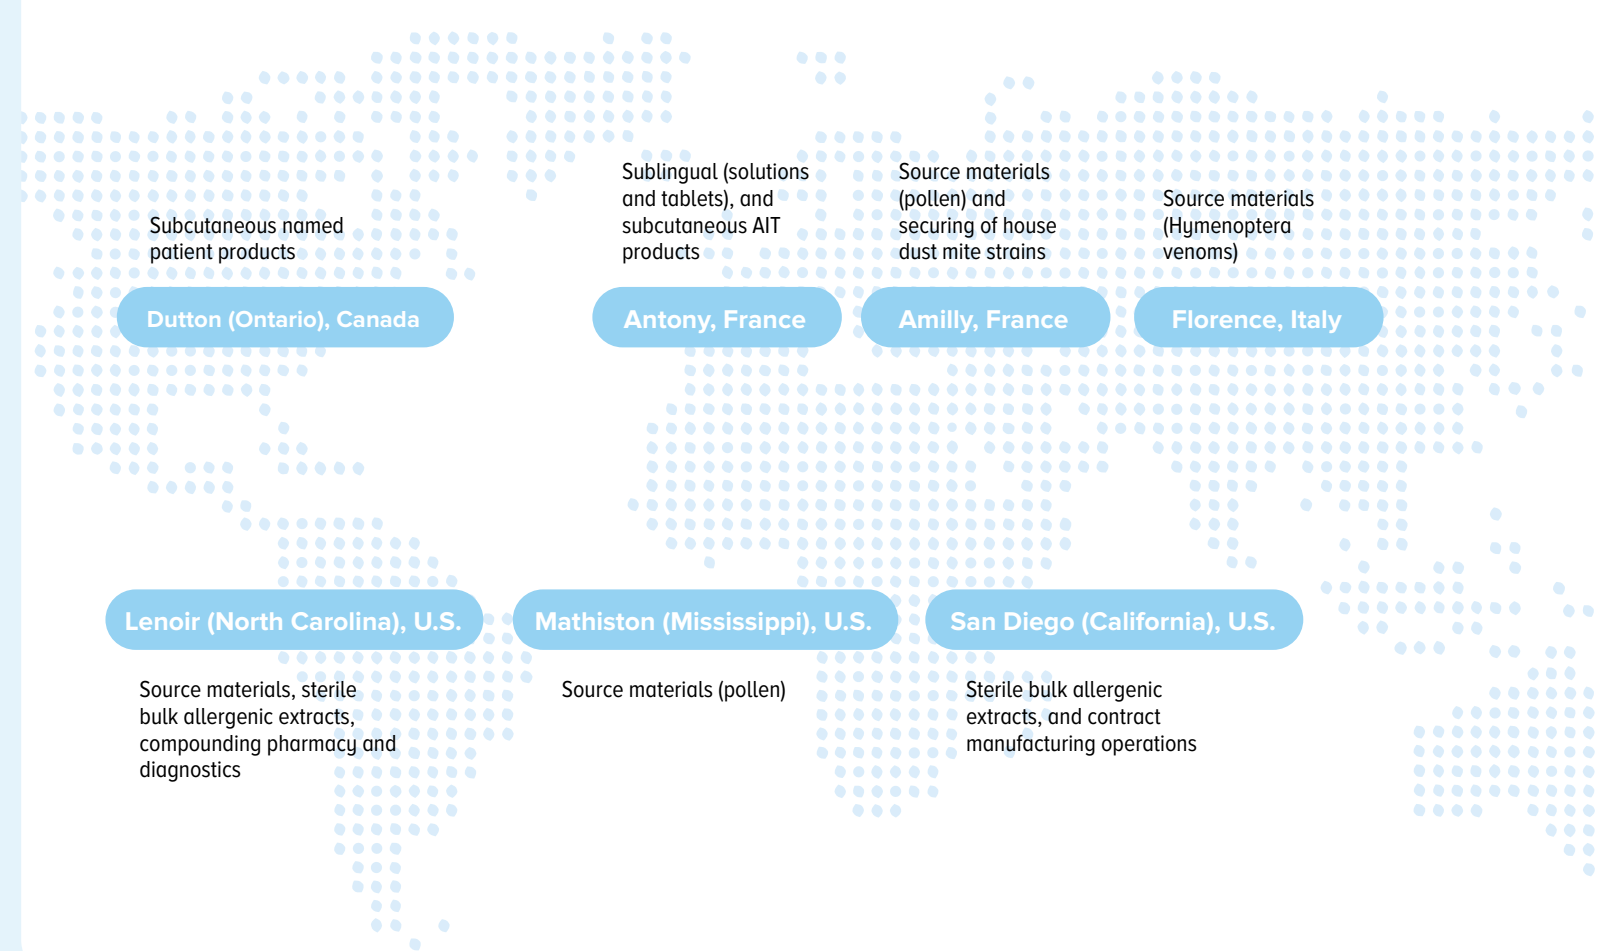 Subcutaneous named
patient products
Dutton (Ontario), Canada
Sublingual (solutions
and tablets), and
subcutaneous AIT
products
Antony, France
Source materials
(pollen) and
securing of house
dust mite strains
Amilly, France
Source materials
(Hymenoptera
venoms)
Florence, Italy
Lenoir (North Carolina), U.S.
Source materials, sterile
bulk allergenic extracts,
compounding pharmacy and
diagnostics
Mathiston (Mississippi), U.S.
Source materials (pollen)
San Diego (California), U.S.
Sterile bulk allergenic
extracts, and contract
manufacturing operations